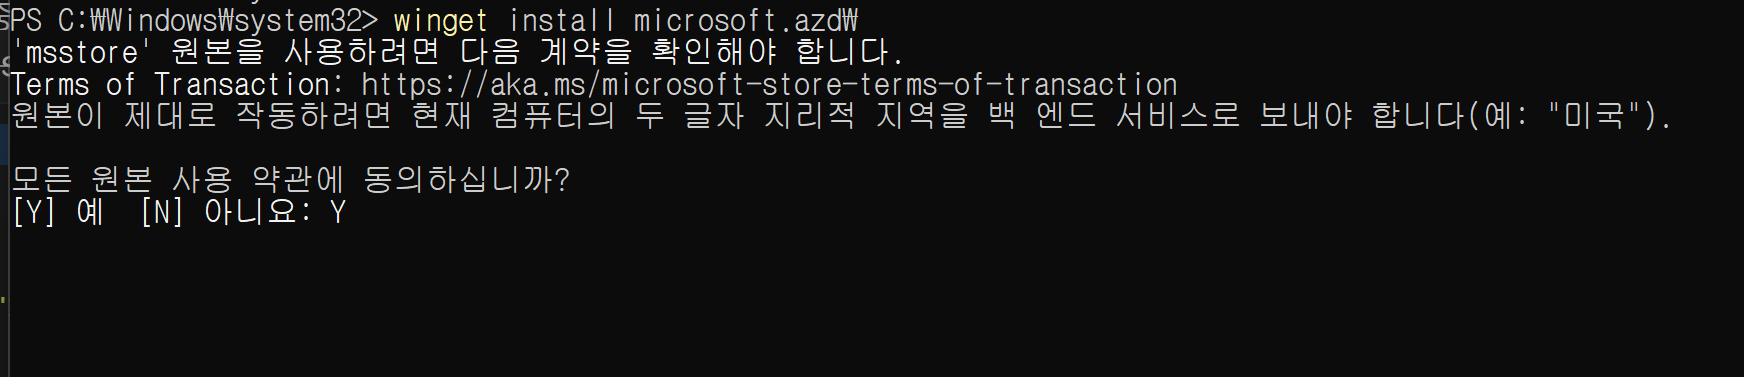 PS C:₩Windows₩system32> winget install microsoft.azd₩
'msstore' 원본을 사용하려면 다음 계약을 확인해야 합니다.
Terms of Transaction: https://aka.ms/microsoft-store-terms-of-transaction
원본이 제대로 작동하려면 현재 컴퓨터의 두 글자 지리적 지역을 백 엔드 서비스로 보내야 합니다(예: "미국").
모든 원본 사용 약관에 동의하십니까?
[Y] 예  [N] 아니요: Y